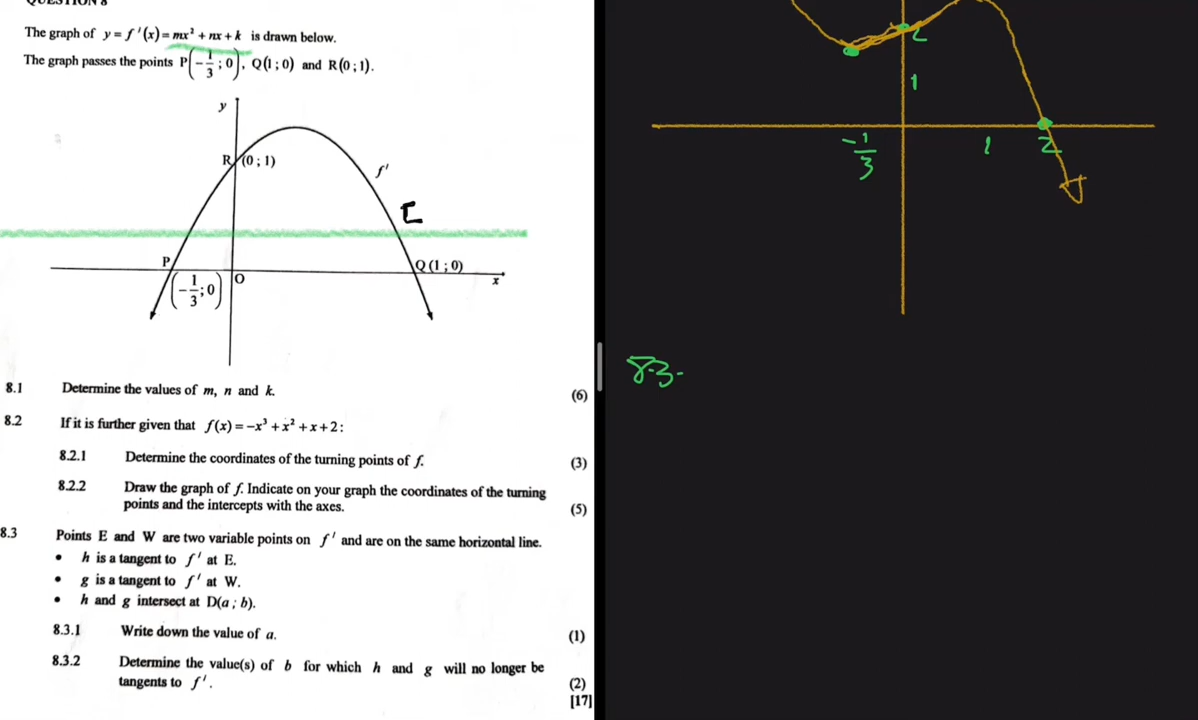 QUESTION 8
The graph of y = f '(x) = mx² + nx + k is drawn below.
The graph passes the points P(-1/3 ; 0), Q(1 ; 0) and R(0 ; 1).
y
R (0 ; 1)
f '
E
P
Q (1 ; 0)
(-1/3 ; 0)
O
x
8.1 Determine the values of m, n and k. (6)
8.2 If it is further given that f(x) = -x³ + x² + x + 2:
8.2.1 Determine the coordinates of the turning points of f. (3)
8.2.2 Draw the graph of f. Indicate on your graph the coordinates of the turning
points and the intercepts with the axes. (5)
8.3 Points E and W are two variable points on f ' and are on the same horizontal line.
• h is a tangent to f ' at E.
• g is a tangent to f ' at W.
• h and g intersect at D(a ; b).
8.3.1 Write down the value of a. (1)
8.3.2 Determine the value(s) of b for which h and g will no longer be
tangents to f '. (2)
[17]
2
1
-1/3
1
2
8.3.